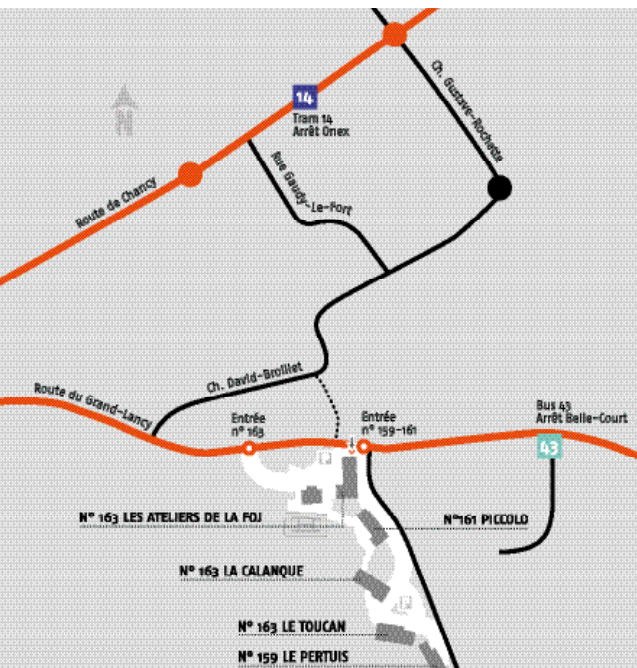 Ch. Gustave-Rochette
14
Tram 14
Arrêt Onex
N
Rue Gaudy-Le-Fort
Route de Chancy
Ch. David-Brolliet
Route du Grand-Lancy
Entrée
n° 163
Entrée
n° 159-161
Bus 43
Arrêt Belle-Court
43
P
N° 163 LES ATELIERS DE LA FOJ
N°161 PICCOLO
N° 163 LA CALANQUE
P
N° 163 LE TOUCAN
N° 159 LE PERTUIS